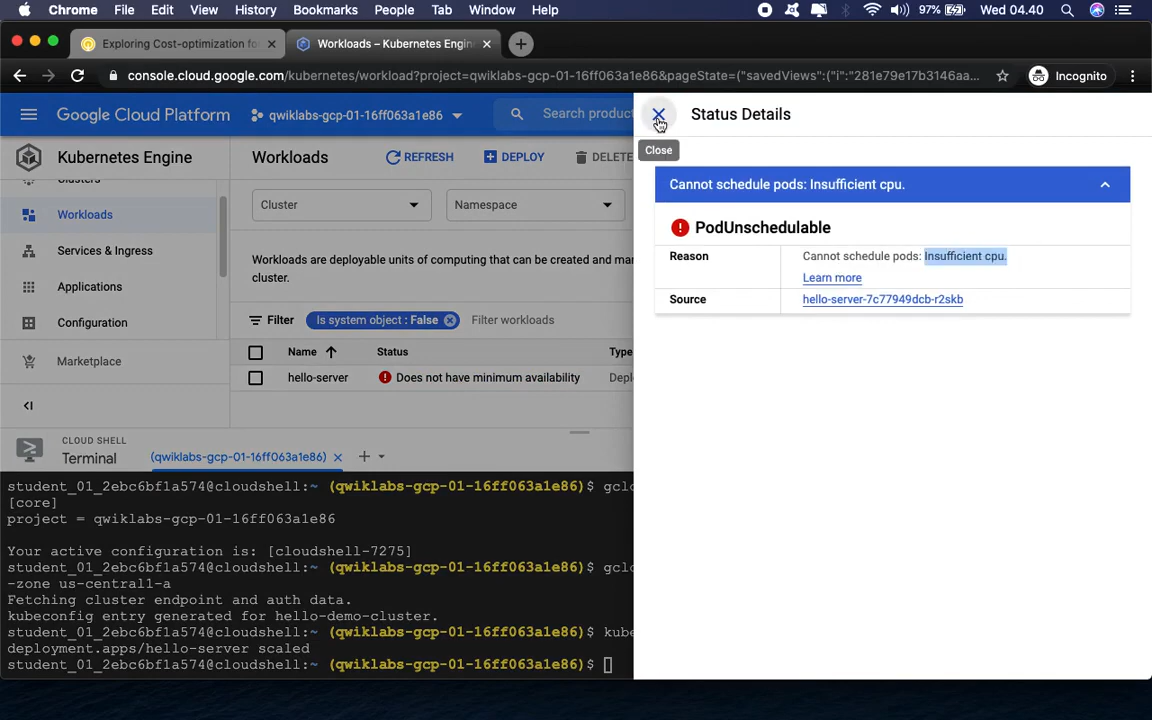 Chrome File Edit View History Bookmarks People Tab Window Help 97% Wed 04.40
Exploring Cost-optimization fo
Workloads – Kubernetes Engin
console.cloud.google.com/kubernetes/workload?project=qwiklabs-gcp-01-16ff063a1e86&pageState=("savedViews":("i":"281e79e17b3146aa...
Incognito
Google Cloud Platform
qwiklabs-gcp-01-16ff063a1e86
Search product
Status Details
Close
Kubernetes Engine
Workloads
REFRESH
DEPLOY
DELETE
Clusters
Workloads
Services & Ingress
Applications
Configuration
Marketplace
Cluster
Namespace
Workloads are deployable units of computing that can be created and mar
cluster.
Filter
Is system object : False
Filter workloads
Name
Status
Type
hello-server
Does not have minimum availability
Depl
Cannot schedule pods: Insufficient cpu.
PodUnschedulable
Reason
Cannot schedule pods: Insufficient cpu.
Learn more
Source
hello-server-7c77949dcb-r2skb
CLOUD SHELL
Terminal
(qwiklabs-gcp-01-16ff063a1e86)
student_01_2ebc6bf1a574@cloudshell:~ (qwiklabs-gcp-01-16ff063a1e86)$ gclo
[core]
project = qwiklabs-gcp-01-16ff063a1e86
Your active configuration is: [cloudshell-7275]
student_01_2ebc6bf1a574@cloudshell:~ (qwiklabs-gcp-01-16ff063a1e86)$ gclo
-zone us-central1-a
Fetching cluster endpoint and auth data.
kubeconfig entry generated for hello-demo-cluster.
student_01_2ebc6bf1a574@cloudshell:~ (qwiklabs-gcp-01-16ff063a1e86)$ kube
deployment.apps/hello-server scaled
student_01_2ebc6bf1a574@cloudshell:~ (qwiklabs-gcp-01-16ff063a1e86)$